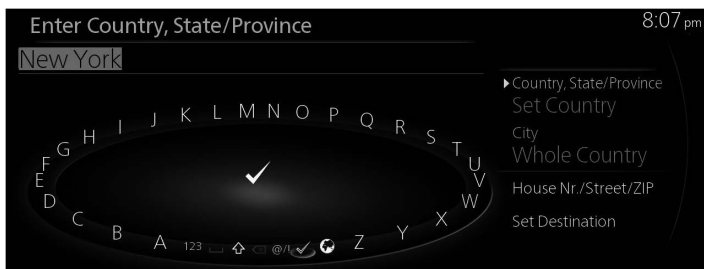 Enter Country, State/Province
8:07 pm
New York
Country, State/Province
Set Country
City
Whole Country
House Nr./Street/ZIP
Set Destination
A B C D E F G H I J K L M N O P Q R S T U V W X Y Z
123 @/!